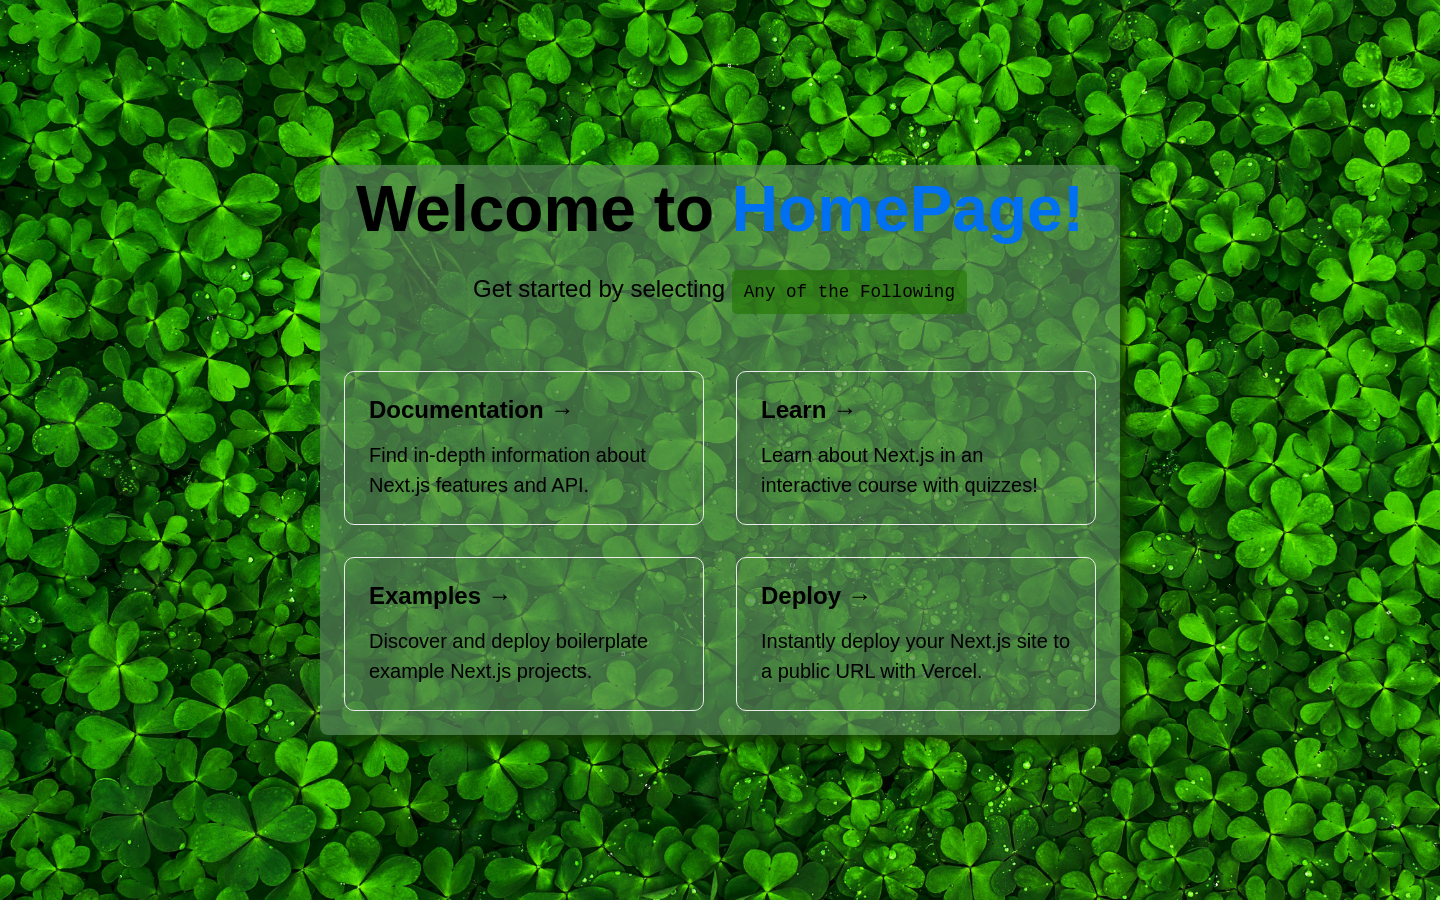 Welcome to HomePage!
Get started by selecting Any of the Following
Documentation →
Find in-depth information about
Next.js features and API.
Learn →
Learn about Next.js in an
interactive course with quizzes!
Examples →
Discover and deploy boilerplate
example Next.js projects.
Deploy →
Instantly deploy your Next.js site to
a public URL with Vercel.